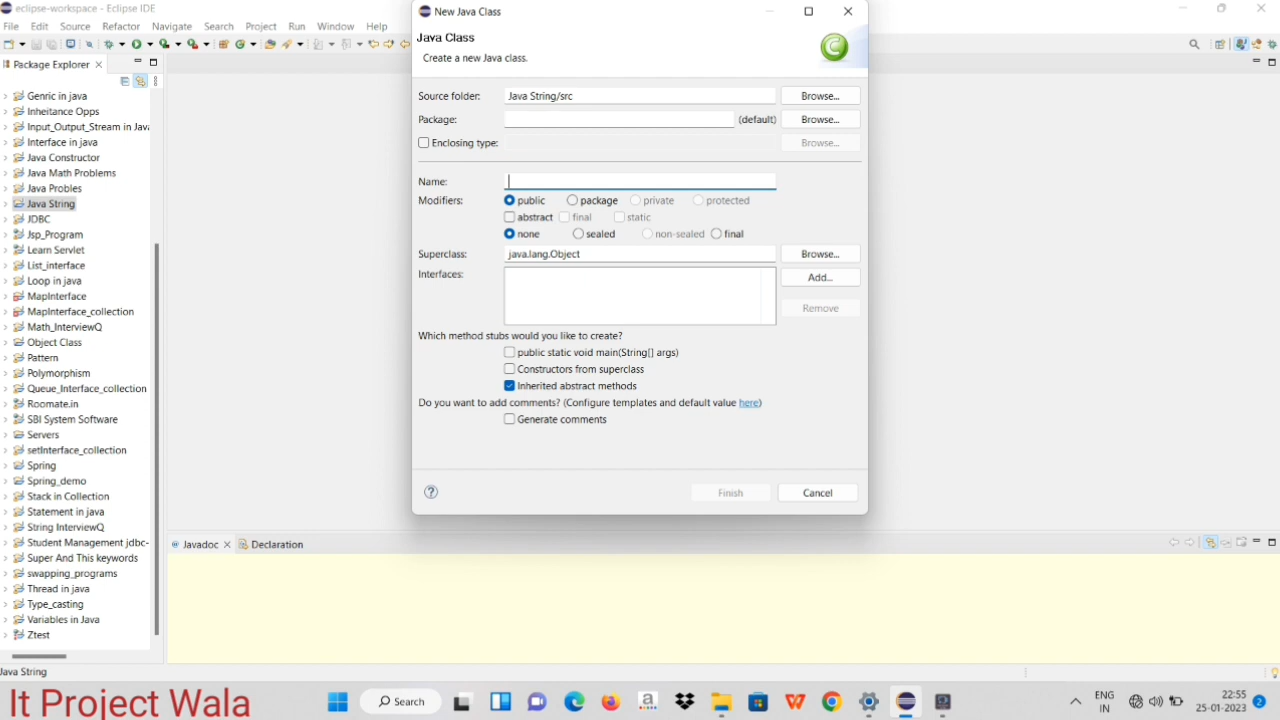 eclipse-workspace - Eclipse IDE
File Edit Source Refactor Navigate Search Project Run Window Help
Package Explorer
Genric in java
Inheitance Opps
Input_Output_Stream in Java
Interface in java
Java Constructor
Java Math Problems
Java Probles
Java String
JDBC
Jsp_Program
Learn Servlet
List_interface
Loop in java
MapInterface
MapInterface_collection
Math_InterviewQ
Object Class
Pattern
Polymorphism
Queue_Interface_collection
Roomate.in
SBI System Software
Servers
setInterface_collection
Spring
Spring_demo
Stack in Collection
Statement in java
String InterviewQ
Student Management jdbc-
Super And This keywords
swapping_programs
Thread in java
Type_casting
Variables in Java
Ztest
New Java Class
Java Class
Create a new Java class.
C
Source folder: Java String/src Browse...
Package: (default) Browse...
Enclosing type: Browse...
Name:
Modifiers: public package private protected
abstract final static
none sealed non-sealed final
Superclass: java.lang.Object Browse...
Interfaces: Add...
Remove
Which method stubs would you like to create?
public static void main(String[] args)
Constructors from superclass
Inherited abstract methods
Do you want to add comments? (Configure templates and default value here)
Generate comments
? Finish Cancel
@ Javadoc Declaration
Java String
It Project Wala
Search
ENG
IN
22:55
25-01-2023
2